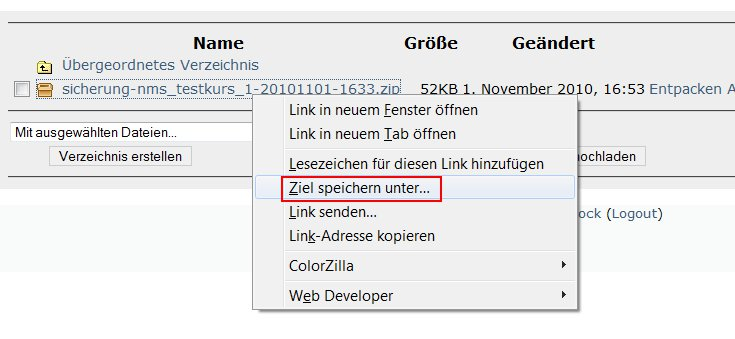 Name Größe Geändert
Übergeordnetes Verzeichnis
sicherung-nms_testkurs_1-20101101-1633.zip 52KB 1. November 2010, 16:53 Entpacken A
Link in neuem Fenster öffnen
Mit ausgewählten Dateien...
Link in neuem Tab öffnen
Verzeichnis erstellen
hochladen
Lesezeichen für diesen Link hinzufügen
Ziel speichern unter...
Link senden...
ock (Logout)
Link-Adresse kopieren
ColorZilla
Web Developer